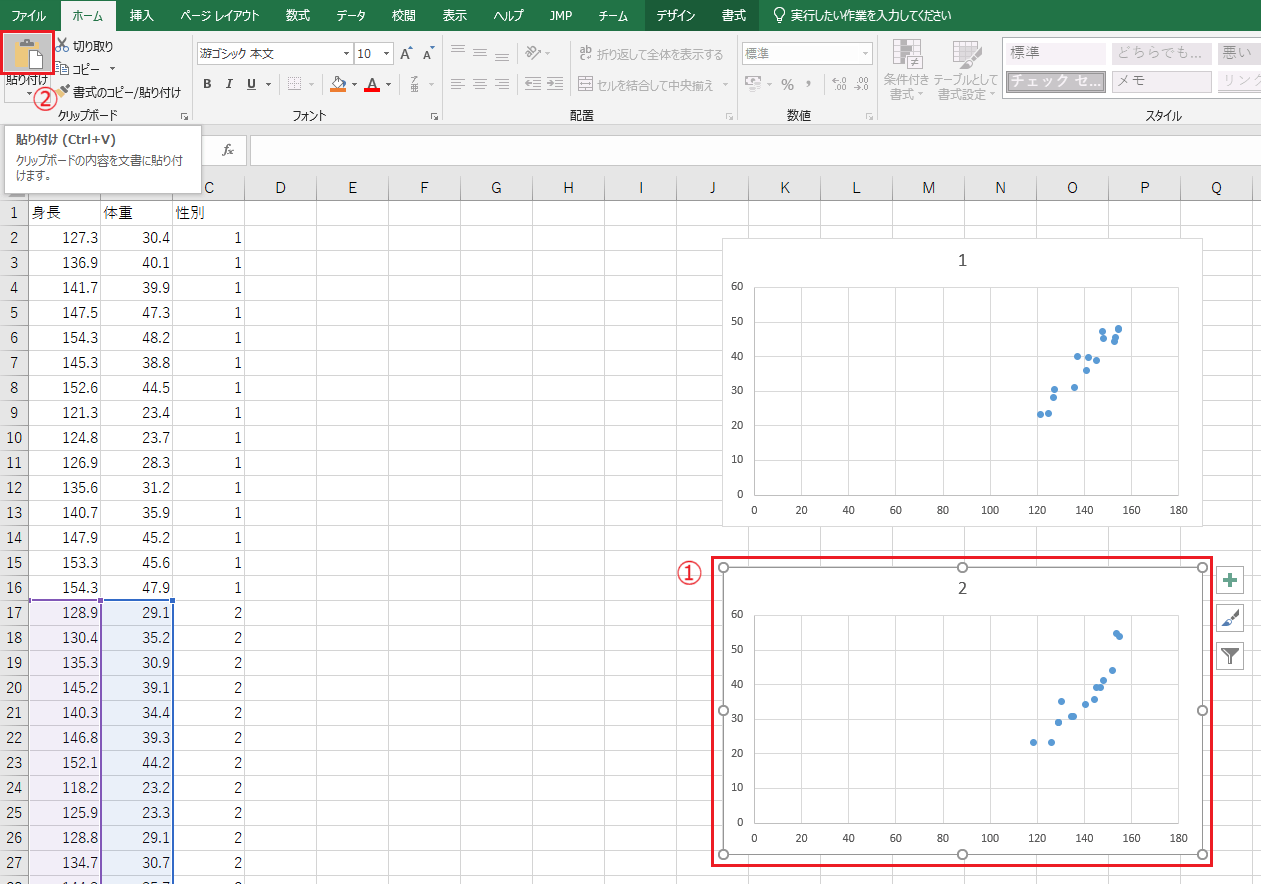 ファイル ホーム 挿入 ページ レイアウト 数式 データ 校閲 表示 ヘルプ JMP チーム デザイン 書式 実行したい作業を入力してください
切り取り
コピー
書式のコピー/貼り付け
貼り付け
②
クリップボード
游ゴシック 本文 10 A A
B I U A
フォント
ab 折り返して全体を表示する
セルを結合して中央揃え
配置
標準
% ,
数値
条件付き書式
テーブルとして書式設定
標準 どちらでも... 悪い
チェック セ... メモ リンク
スタイル
貼り付け (Ctrl+V)
クリップボードの内容を文書に貼り付
けます。
fx
C D E F G H I J K L M N O P Q
1 身長 体重 性別
2 127.3 30.4 1
3 136.9 40.1 1
4 141.7 39.9 1
5 147.5 47.3 1
6 154.3 48.2 1
7 145.3 38.8 1
8 152.6 44.5 1
9 121.3 23.4 1
10 124.8 23.7 1
11 126.9 28.3 1
12 135.6 31.2 1
13 140.7 35.9 1
14 147.9 45.2 1
15 153.3 45.6 1
16 154.3 47.9 1
17 128.9 29.1 2
18 130.4 35.2 2
19 135.3 30.9 2
20 145.2 39.1 2
21 140.3 34.4 2
22 146.8 39.3 2
23 152.1 44.2 2
24 118.2 23.2 2
25 125.9 23.3 2
26 128.8 29.1 2
27 134.7 30.7 2
1
60
50
40
30
20
10
0
0 20 40 60 80 100 120 140 160 180
①
2
60
50
40
30
20
10
0
0 20 40 60 80 100 120 140 160 180